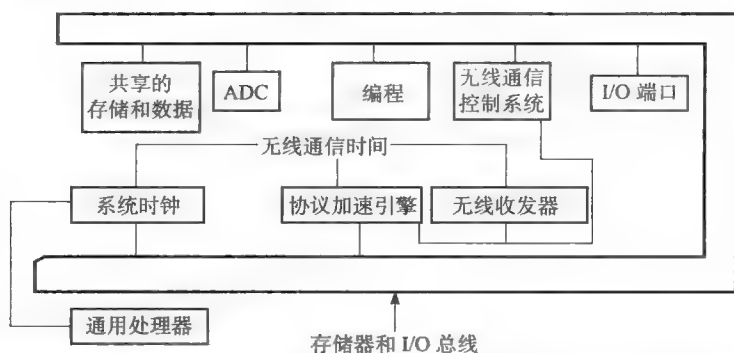 共享的
存储和数据
ADC
编程
无线通信
控制系统
I/O 端口
无线通信时间
系统时钟
协议加速引擎
无线收发器
通用处理器
存储器和 I/O 总线